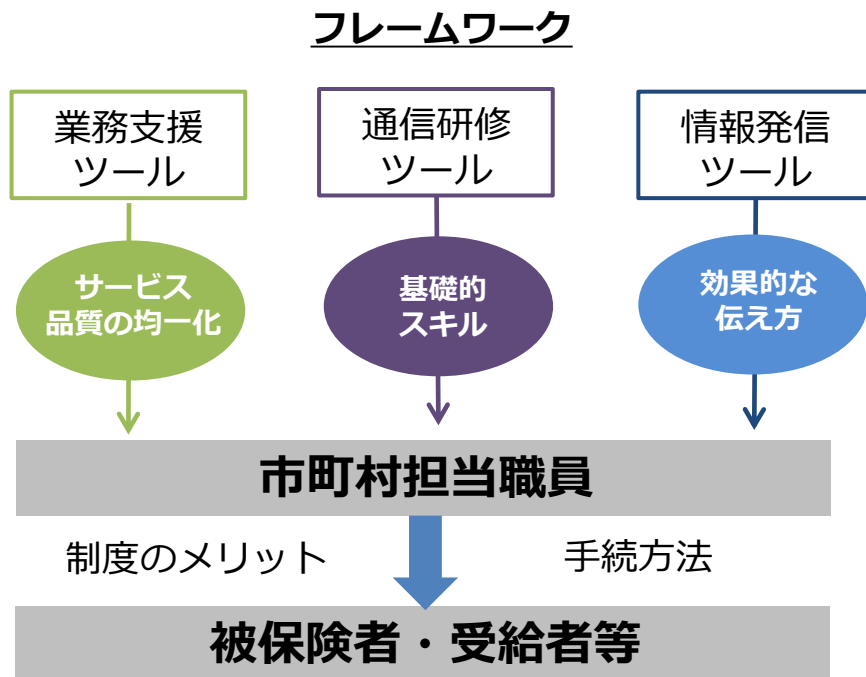 フレームワーク
業務支援
ツール
通信研修
ツール
情報発信
ツール
サービス
品質の均一化
基礎的
スキル
効果的な
伝え方
市町村担当職員
制度のメリット
手続方法
被保険者・受給者等